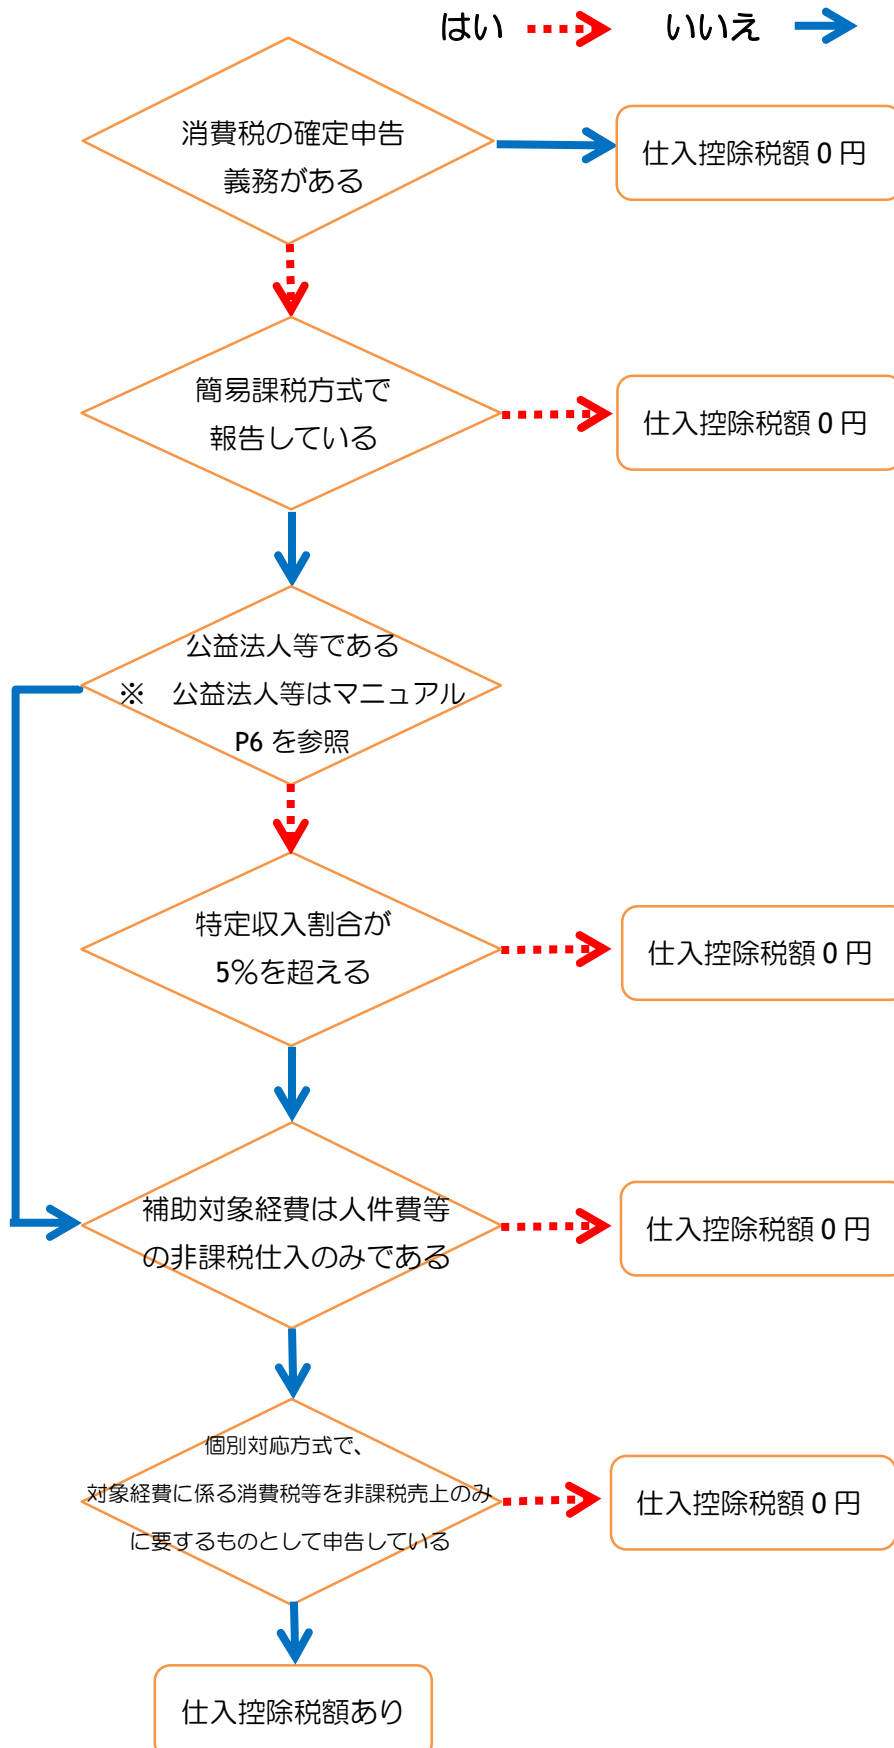 はい
いいえ
消費税の確定申告
義務がある
仕入控除税額 0 円
簡易課税方式で
報告している
仕入控除税額 0 円
公益法人等である
※　公益法人等はマニュアル
P6 を参照
特定収入割合が
5%を超える
仕入控除税額 0 円
補助対象経費は人件費等
の非課税仕入のみである
仕入控除税額 0 円
個別対応方式で、
対象経費に係る消費税等を非課税売上のみ
に要するものとして申告している
仕入控除税額 0 円
仕入控除税額あり